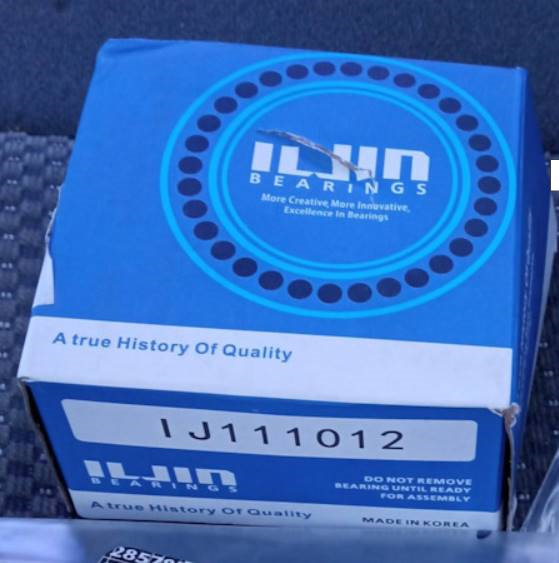 ILJIN
BEARINGS
More Creative, More Innovative,
Excellence In Bearings
A true History Of Quality
IJ111012
ILJIN
BEARINGS
DO NOT REMOVE
BEARING UNTIL READY
FOR ASSEMBLY
A true History Of Quality
MADE IN KOREA